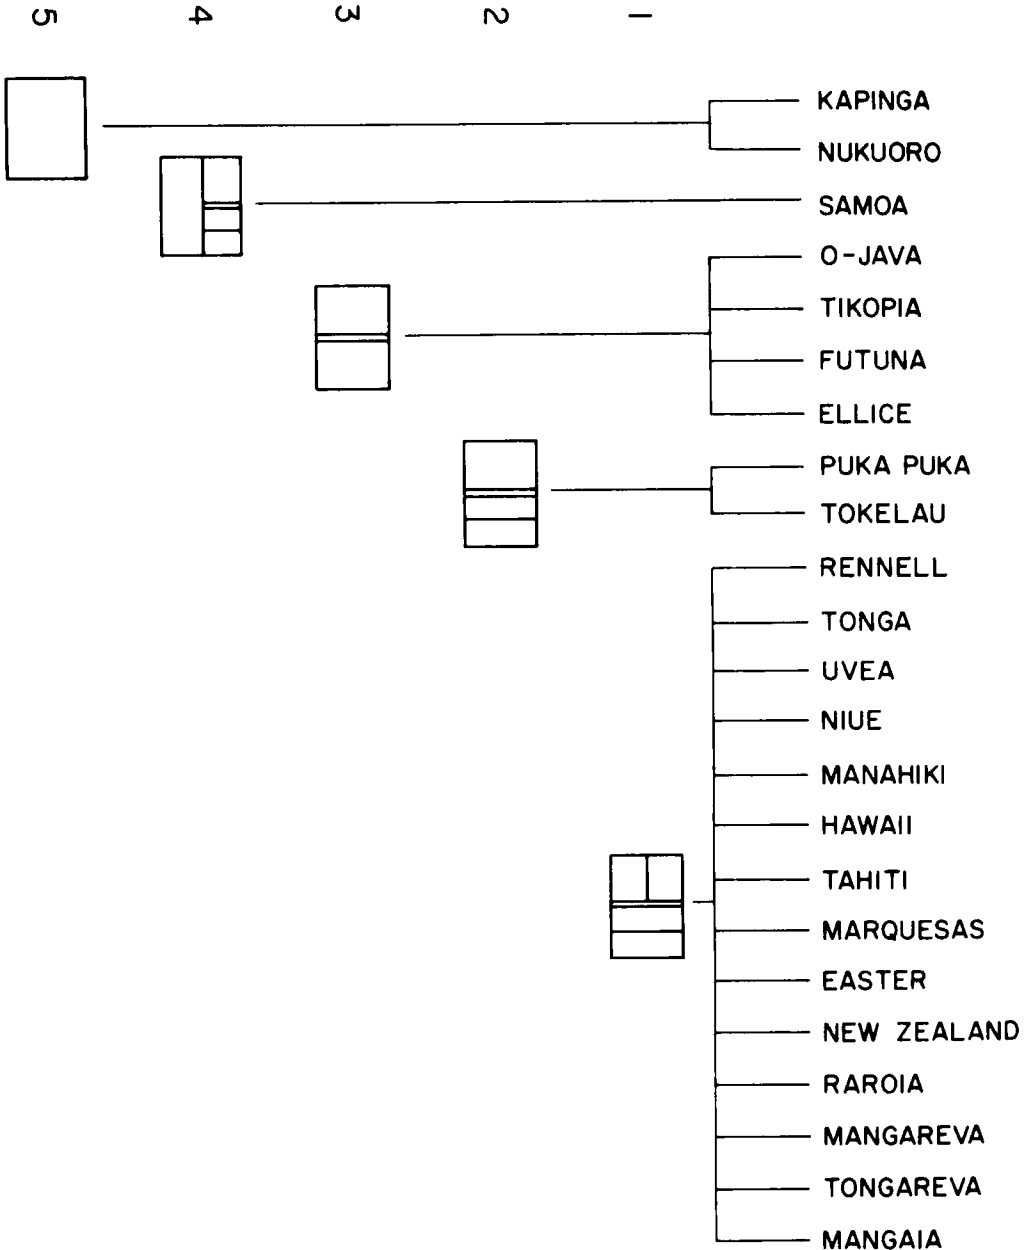 5 4 3 2 1
KAPINGA
NUKUORO
SAMOA
O-JAVA
TIKOPIA
FUTUNA
ELLICE
PUKA PUKA
TOKELAU
RENNELL
TONGA
UVEA
NIUE
MANAHIKI
HAWAII
TAHITI
MARQUESAS
EASTER
NEW ZEALAND
RAROIA
MANGAREVA
TONGAREVA
MANGAIA